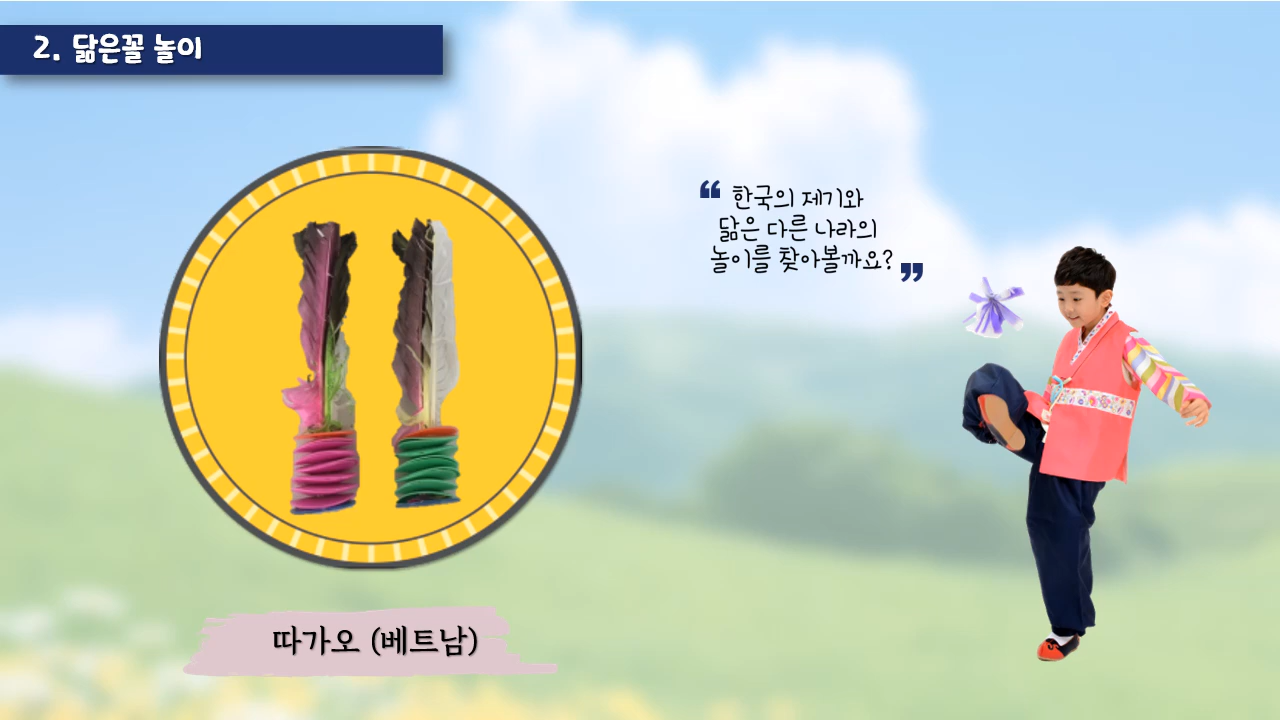 2. 닮은꼴 놀이
❝ 한국의 제기와
닮은 다른 나라의
놀이를 찾아볼까요? ❞
따가오 (베트남)